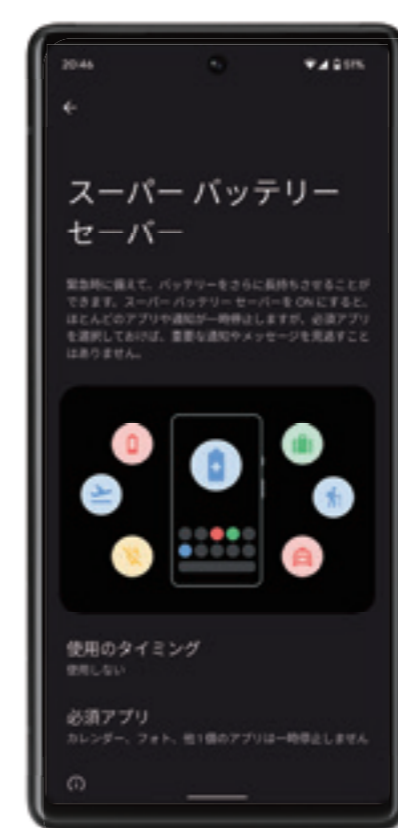 20:46
51%
スーパー バッテリー
セーバー
緊急時に備えて、バッテリーをさらに長持ちさせることが
できます。スーパー バッテリー セーバーを ON にすると、
ほとんどのアプリや通知が一時停止しますが、必須アプリ
を選択しておけば、重要な通知やメッセージを見逃すこと
はありません。
使用のタイミング
使用しない
必須アプリ
カレンダー、フォト、他1個のアプリは一時停止しません